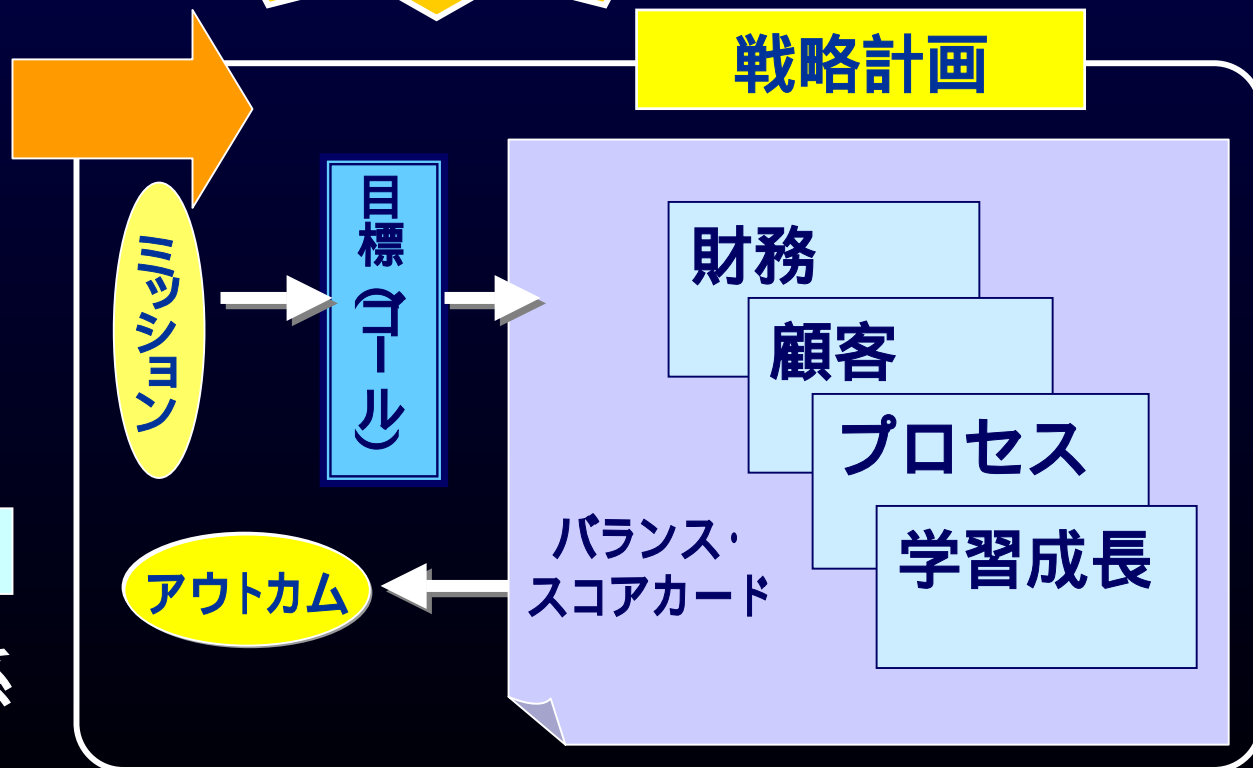 戦略計画
ミッション
目標（ゴール）
財務
顧客
プロセス
学習成長
バランス・
スコアカード
アウトカム